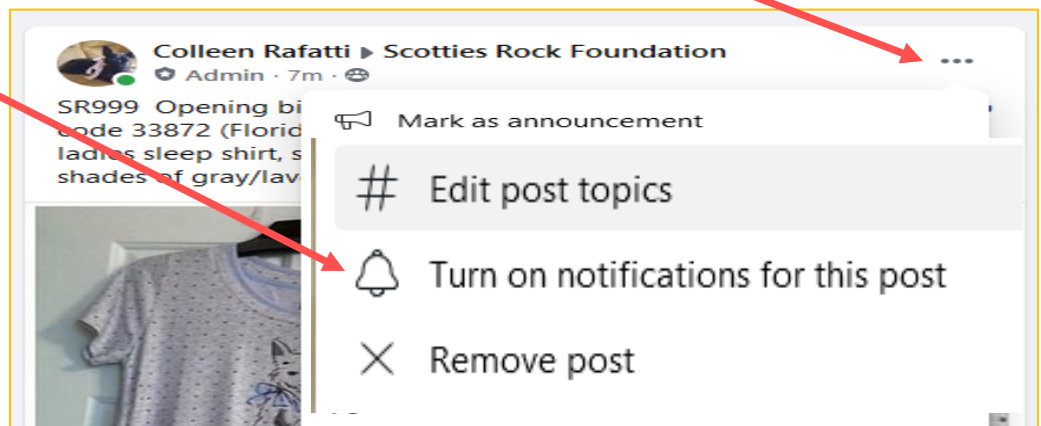 Colleen Rafatti ▸ Scotties Rock Foundation
Admin · 7m ·
SR999 Opening bi
code 33872 (Florid
ladies sleep shirt, s
shades of gray/lav
Mark as announcement
# Edit post topics
Turn on notifications for this post
Remove post